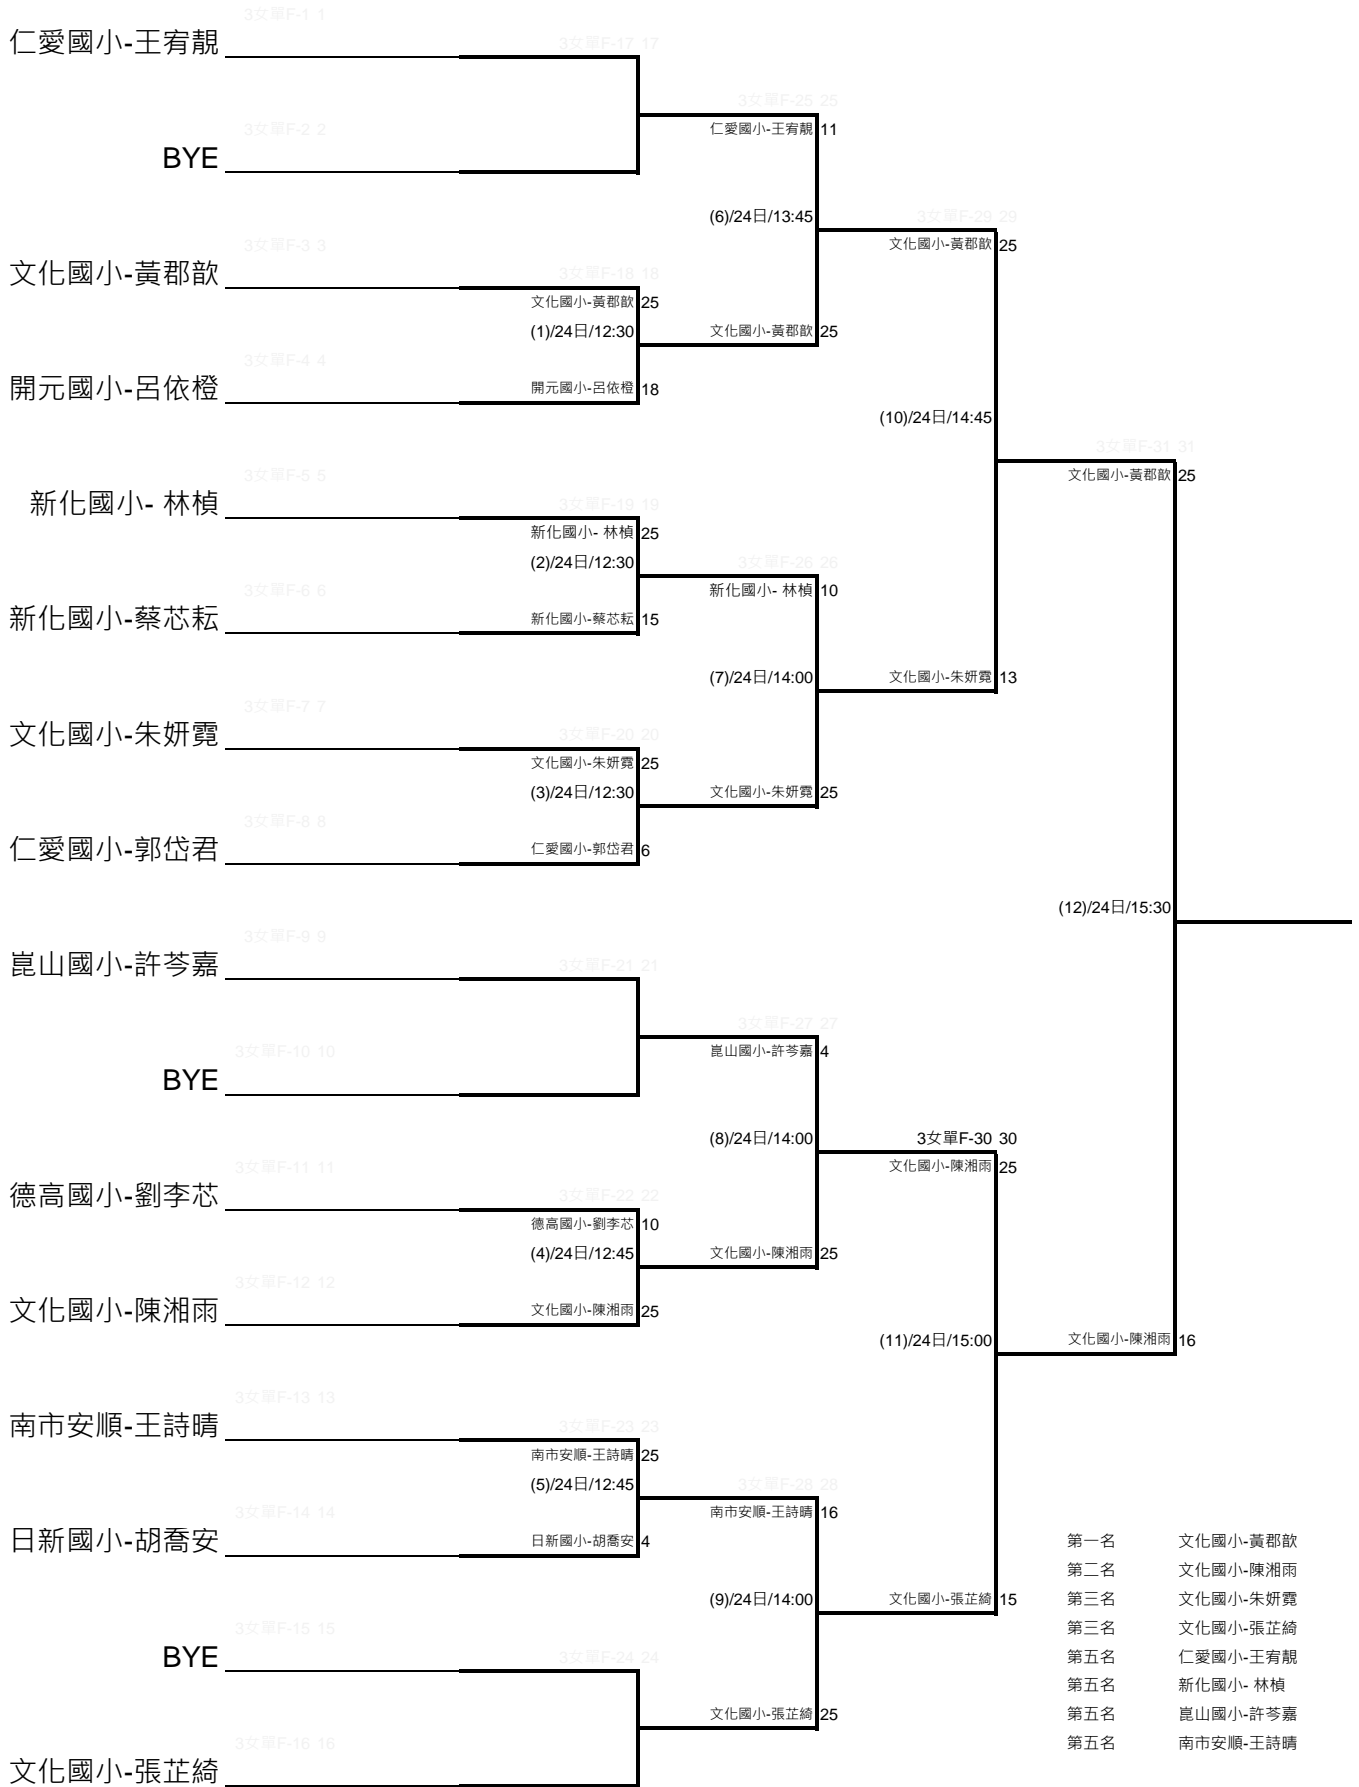 3女單F-1 1
仁愛國小-王宥靚
3女單F-17 17
3女單F-25 25
仁愛國小-王宥靚 11
3女單F-2 2
BYE
(6)/24日/13:45
3女單F-29 29
文化國小-黃郡歆 25
3女單F-3 3
文化國小-黃郡歆
3女單F-18 18
文化國小-黃郡歆 25
(1)/24日/12:30
文化國小-黃郡歆 25
3女單F-4 4
開元國小-呂依橙
開元國小-呂依橙 18
(10)/24日/14:45
3女單F-31 31
文化國小-黃郡歆 25
3女單F-5 5
新化國小- 林楨
3女單F-19 19
新化國小- 林楨 25
(2)/24日/12:30
3女單F-26 26
新化國小- 林楨 10
3女單F-6 6
新化國小-蔡芯耘
新化國小-蔡芯耘 15
(7)/24日/14:00
文化國小-朱妍霓 13
3女單F-7 7
文化國小-朱妍霓
3女單F-20 20
文化國小-朱妍霓 25
(3)/24日/12:30
文化國小-朱妍霓 25
3女單F-8 8
仁愛國小-郭岱君
仁愛國小-郭岱君 6
(12)/24日/15:30
3女單F-9 9
崑山國小-許芩嘉
3女單F-21 21
3女單F-27 27
崑山國小-許芩嘉 4
3女單F-10 10
BYE
(8)/24日/14:00
3女單F-30 30
文化國小-陳湘雨 25
3女單F-11 11
德高國小-劉李芯
3女單F-22 22
德高國小-劉李芯 10
(4)/24日/12:45
文化國小-陳湘雨 25
3女單F-12 12
文化國小-陳湘雨
文化國小-陳湘雨 25
(11)/24日/15:00
文化國小-陳湘雨 16
3女單F-13 13
南市安順-王詩晴
3女單F-23 23
南市安順-王詩晴 25
(5)/24日/12:45
3女單F-28 28
南市安順-王詩晴 16
3女單F-14 14
日新國小-胡喬安
日新國小-胡喬安 4
(9)/24日/14:00
文化國小-張芷綺 15
3女單F-15 15
BYE
3女單F-24 24
文化國小-張芷綺 25
3女單F-16 16
文化國小-張芷綺
第一名 文化國小-黃郡歆
第二名 文化國小-陳湘雨
第三名 文化國小-朱妍霓
第三名 文化國小-張芷綺
第五名 仁愛國小-王宥靚
第五名 新化國小- 林楨
第五名 崑山國小-許芩嘉
第五名 南市安順-王詩晴